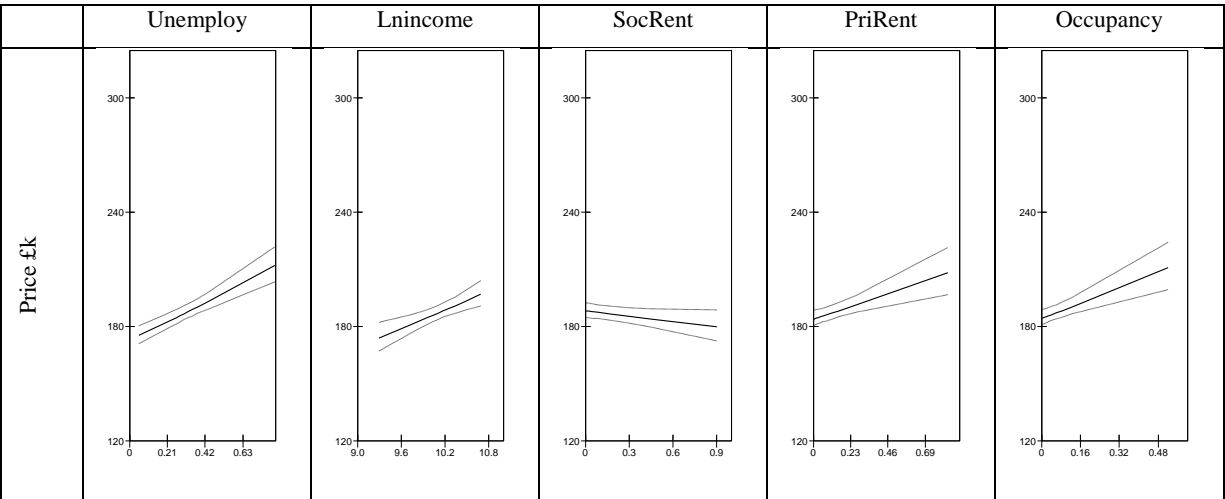 Unemploy Lnincome SocRent PriRent Occupancy
Price £k
300 300 300 300 300
240 240 240 240 240
180 180 180 180 180
120 120 120 120 120
0 0.21 0.42 0.63 9.0 9.6 10.2 10.8 0 0.3 0.6 0.9 0 0.23 0.46 0.69 0 0.16 0.32 0.48